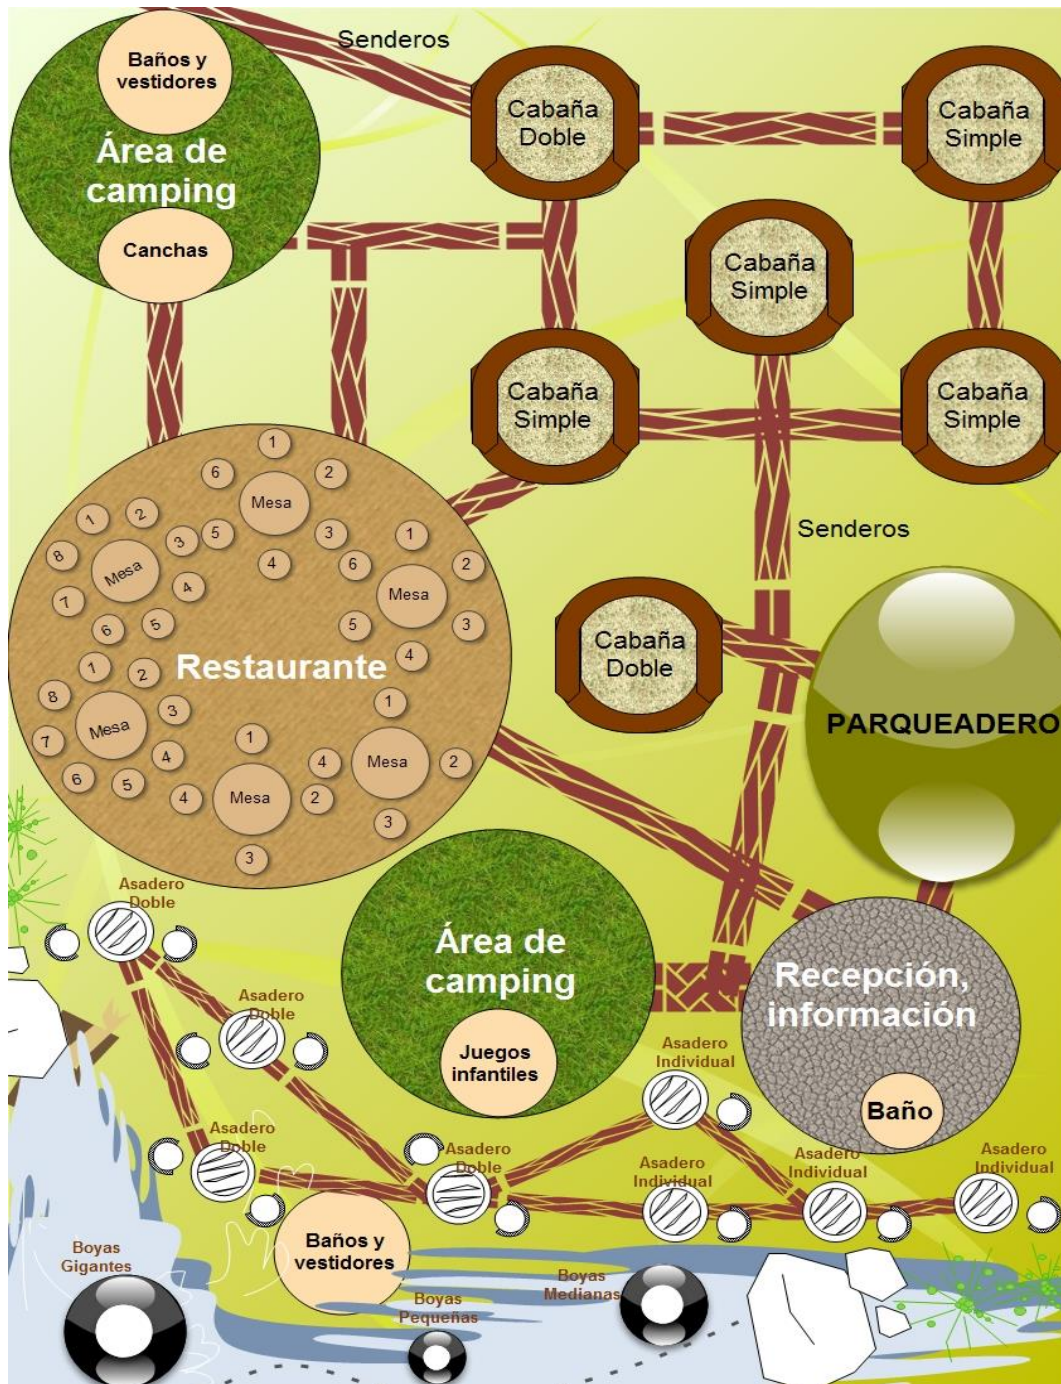 Senderos
Baños y
vestidores
Área de
camping
Canchas
Cabaña
Doble
Cabaña
Simple
Cabaña
Simple
Cabaña
Simple
Cabaña
Simple
Senderos
1
6
2
Mesa
5
3
4
1
2
8
3
Mesa
7
4
6
5
1
6
2
Mesa
5
3
4
Restaurante
1
2
8
3
Mesa
7
4
6
5
1
4
Mesa
2
3
1
4
Mesa
2
3
Cabaña
Doble
PARQUEADERO
Asadero
Doble
Área de
camping
Juegos
infantiles
Recepción,
información
Baño
Asadero
Doble
Asadero
Individual
Asadero
Doble
Asadero
Doble
Asadero
Individual
Asadero
Individual
Asadero
Individual
Baños y
vestidores
Boyas
Gigantes
Boyas
Pequeñas
Boyas
Medianas